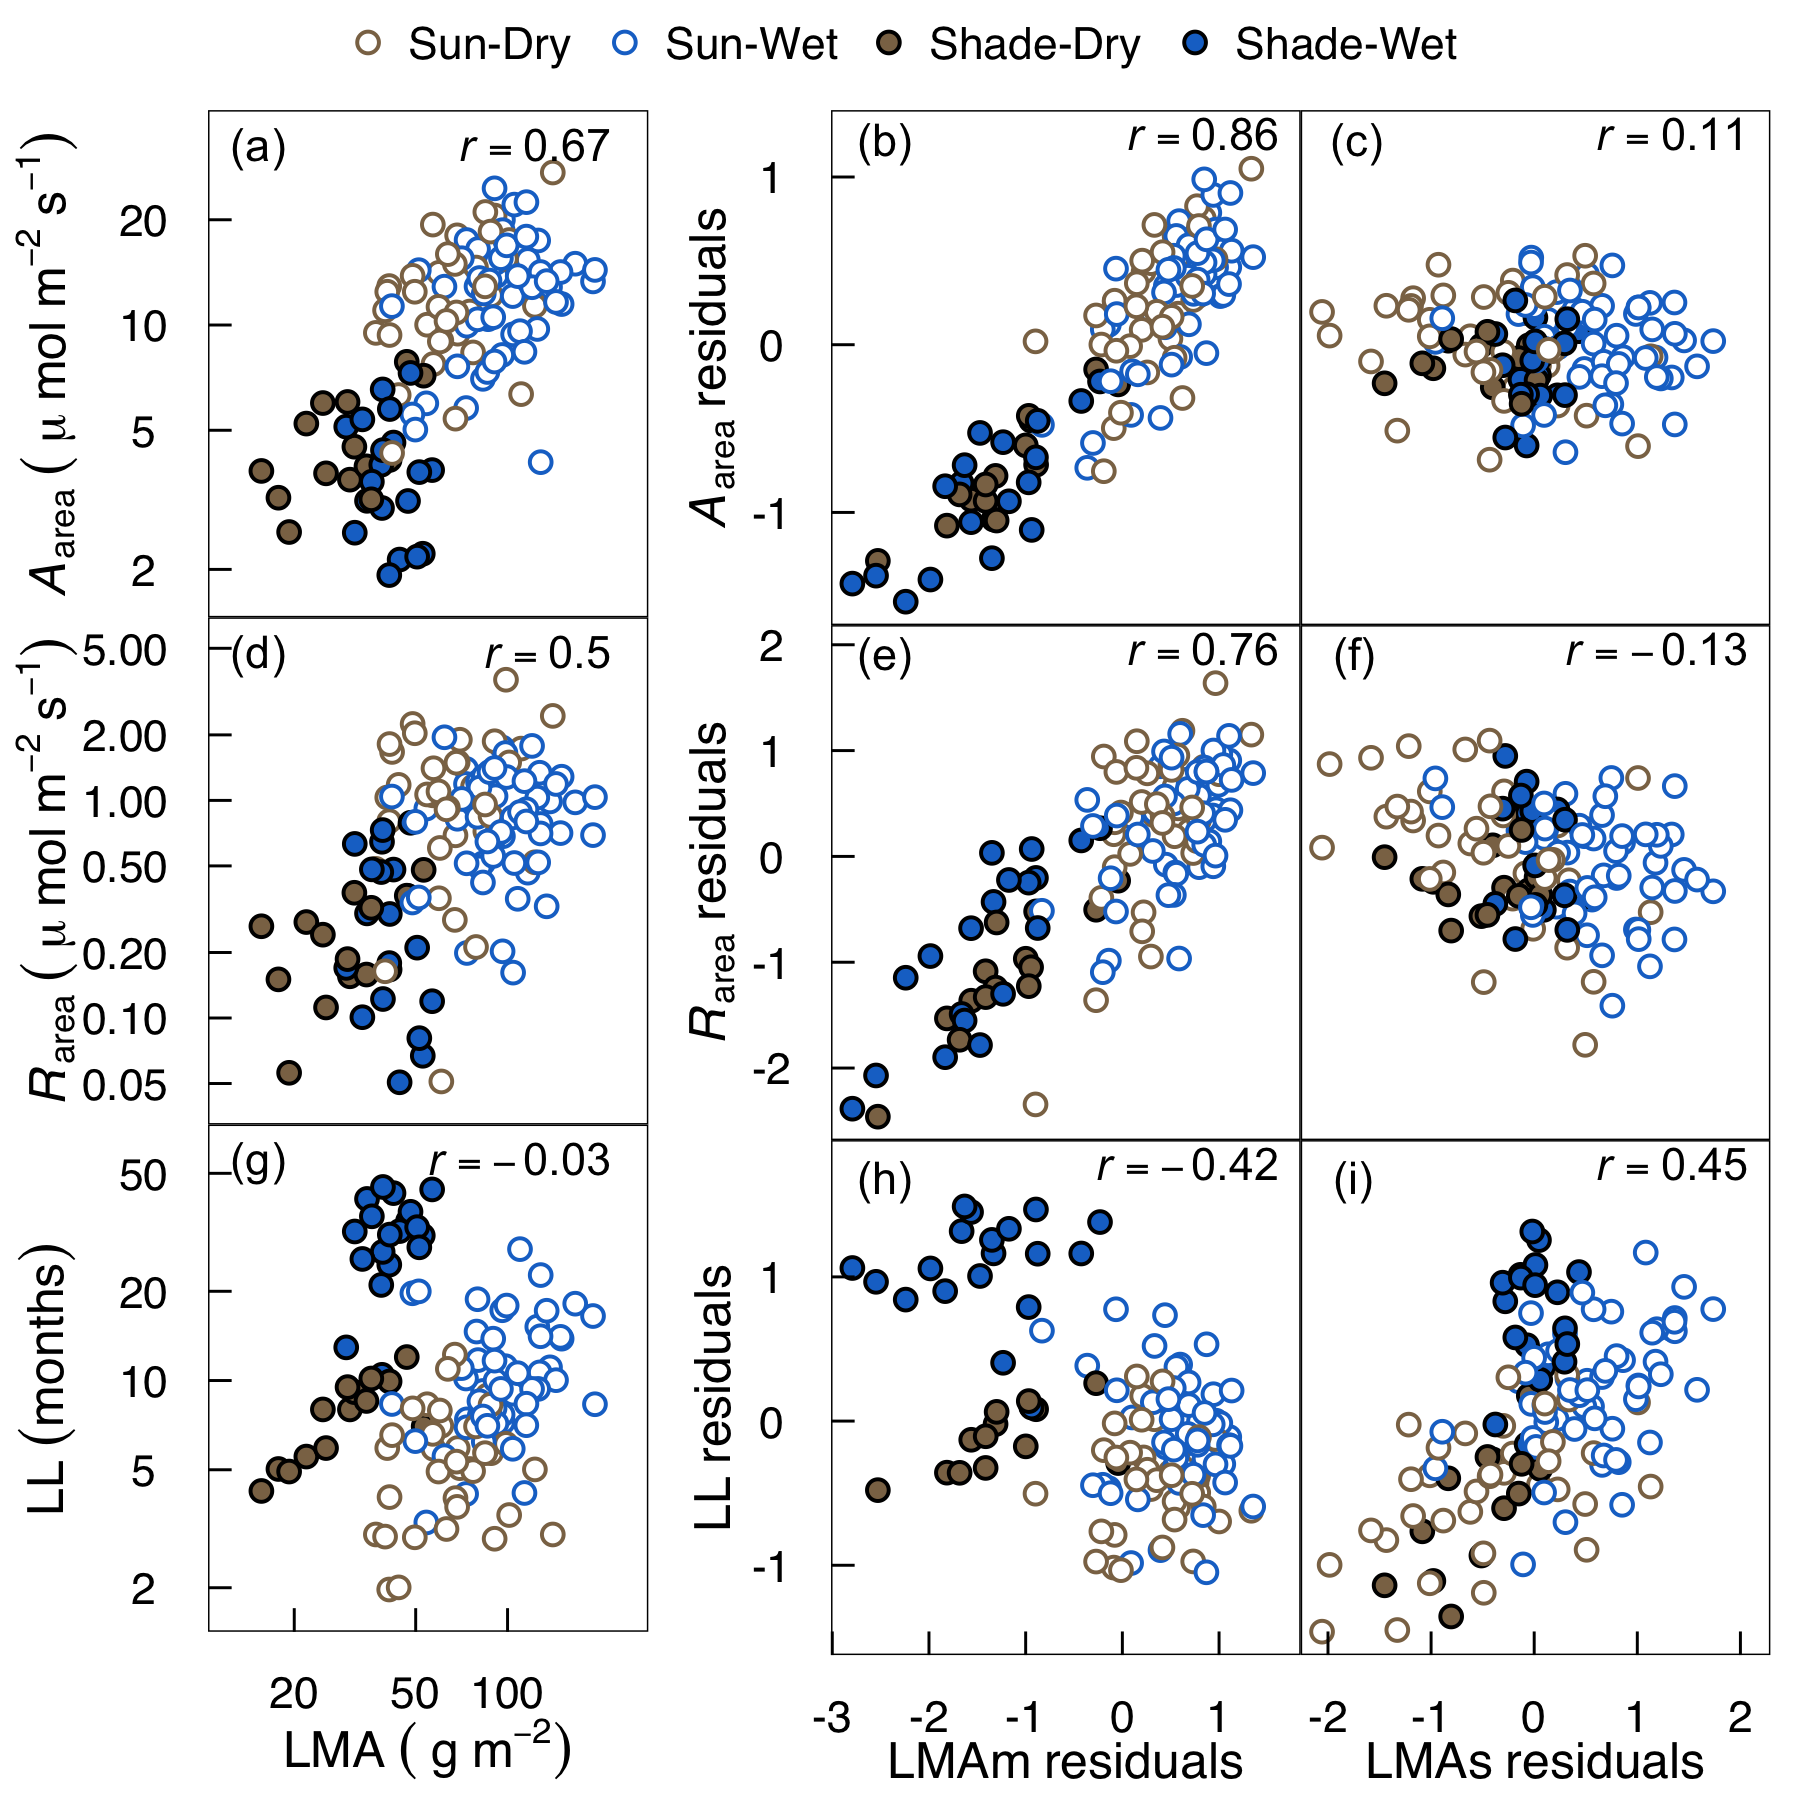 Sun-Dry Sun-Wet Shade-Dry Shade-Wet
(a) r = 0.67
20
10
5
2
A area ( μ mol m⁻² s⁻¹)
(b) r = 0.86
1
0
-1
A area residuals
(c) r = 0.11
(d) r = 0.5
5.00
2.00
1.00
0.50
0.20
0.10
0.05
R area ( μ mol m⁻² s⁻¹)
(e) r = 0.76
2
1
0
-1
-2
R area residuals
(f) r = −0.13
(g) r = −0.03
50
20
10
5
2
LL (months)
20 50 100
LMA ( g m⁻²)
(h) r = −0.42
1
0
-1
LL residuals
-3 -2 -1 0 1
LMAm residuals
(i) r = 0.45
-2 -1 0 1 2
LMAs residuals